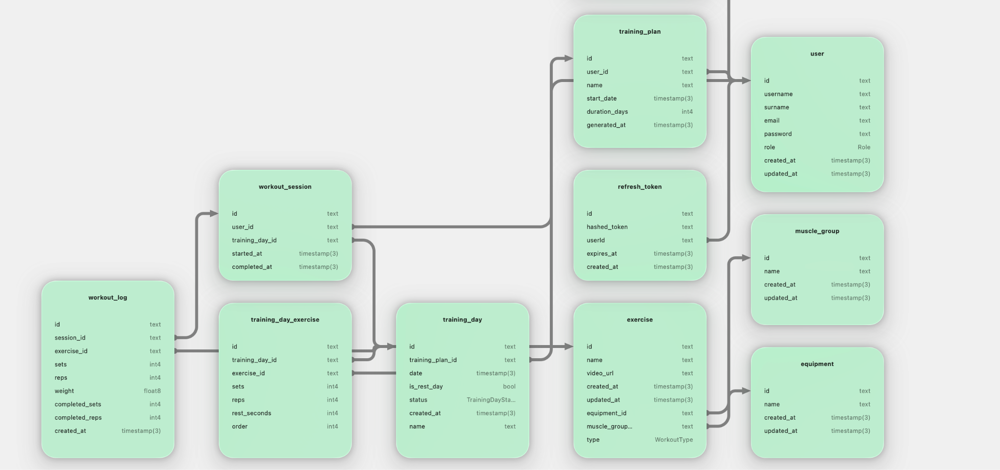 training_plan
id text
user_id text
name text
start_date timestamp(3)
duration_days int4
generated_at timestamp(3)
user
id text
username text
surname text
email text
password text
role Role
created_at timestamp(3)
updated_at timestamp(3)
workout_session
id text
user_id text
training_day_id text
started_at timestamp(3)
completed_at timestamp(3)
refresh_token
id text
hashed_token text
userId text
expires_at timestamp(3)
created_at timestamp(3)
muscle_group
id text
name text
created_at timestamp(3)
updated_at timestamp(3)
workout_log
id text
session_id text
exercise_id text
sets int4
reps int4
weight float8
completed_sets int4
completed_reps int4
created_at timestamp(3)
training_day_exercise
id text
training_day_id text
exercise_id text
sets int4
reps int4
rest_seconds int4
order int4
training_day
id text
training_plan_id text
date timestamp(3)
is_rest_day bool
status TrainingDaySta...
created_at timestamp(3)
name text
exercise
id text
name text
video_url text
created_at timestamp(3)
updated_at timestamp(3)
equipment_id text
muscle_group... text
type WorkoutType
equipment
id text
name text
created_at timestamp(3)
updated_at timestamp(3)